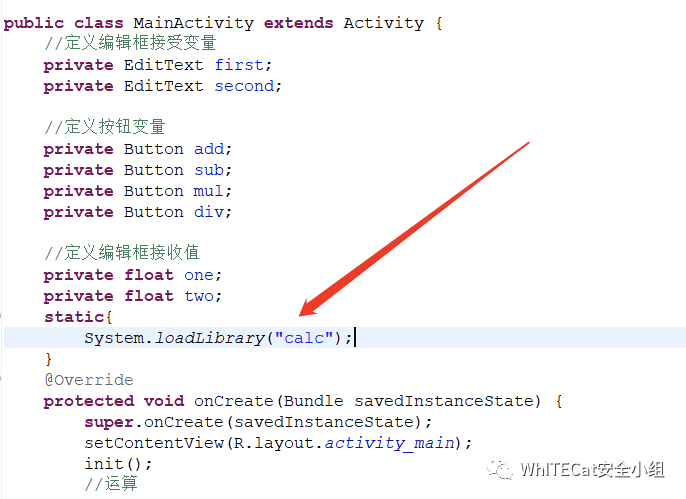 public class MainActivity extends Activity {
//定义编辑框接受变量
private EditText first;
private EditText second;
//定义按钮变量
private Button add;
private Button sub;
private Button mul;
private Button div;
//定义编辑框接收值
private float one;
private float two;
static{
System.loadLibrary("calc");
}
@Override
protected void onCreate(Bundle savedInstanceState) {
super.onCreate(savedInstanceState);
setContentView(R.layout.activity_main);
init();
//运算
WhITECat安全小组